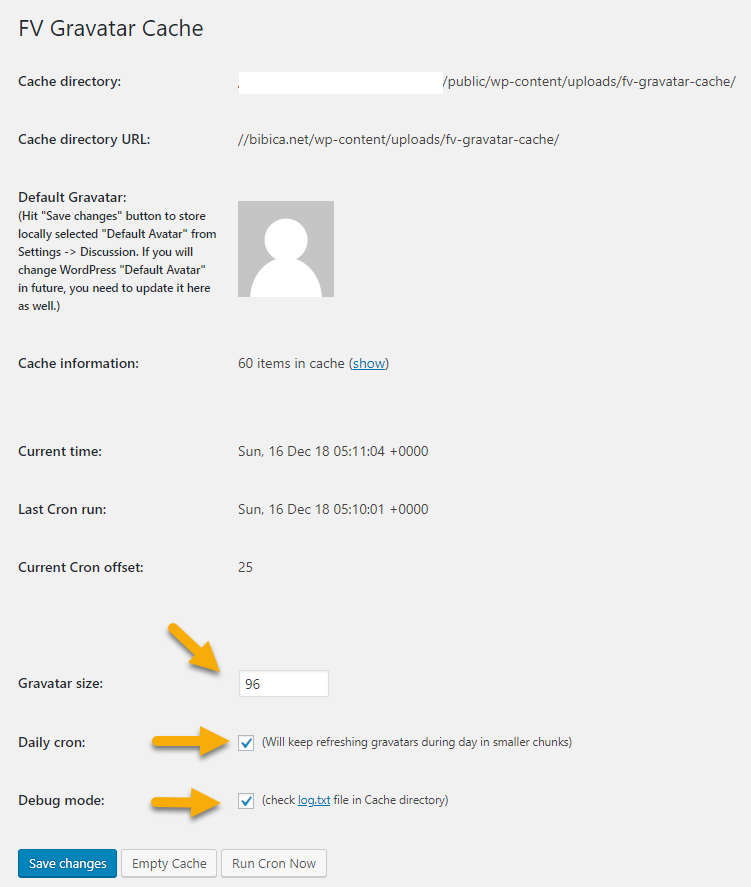 FV Gravatar Cache
Cache directory: /public/wp-content/uploads/fv-gravatar-cache/
Cache directory URL: //bibica.net/wp-content/uploads/fv-gravatar-cache/
Default Gravatar:
(Hit "Save changes" button to store
locally selected "Default Avatar" from
Settings -> Discussion. If you will
change WordPress "Default Avatar"
in future, you need to update it here
as well.)
Cache information: 60 items in cache (show)
Current time: Sun, 16 Dec 18 05:11:04 +0000
Last Cron run: Sun, 16 Dec 18 05:10:01 +0000
Current Cron offset: 25
Gravatar size: 96
Daily cron: (Will keep refreshing gravatars during day in smaller chunks)
Debug mode: (check log.txt file in Cache directory)
Save changes Empty Cache Run Cron Now